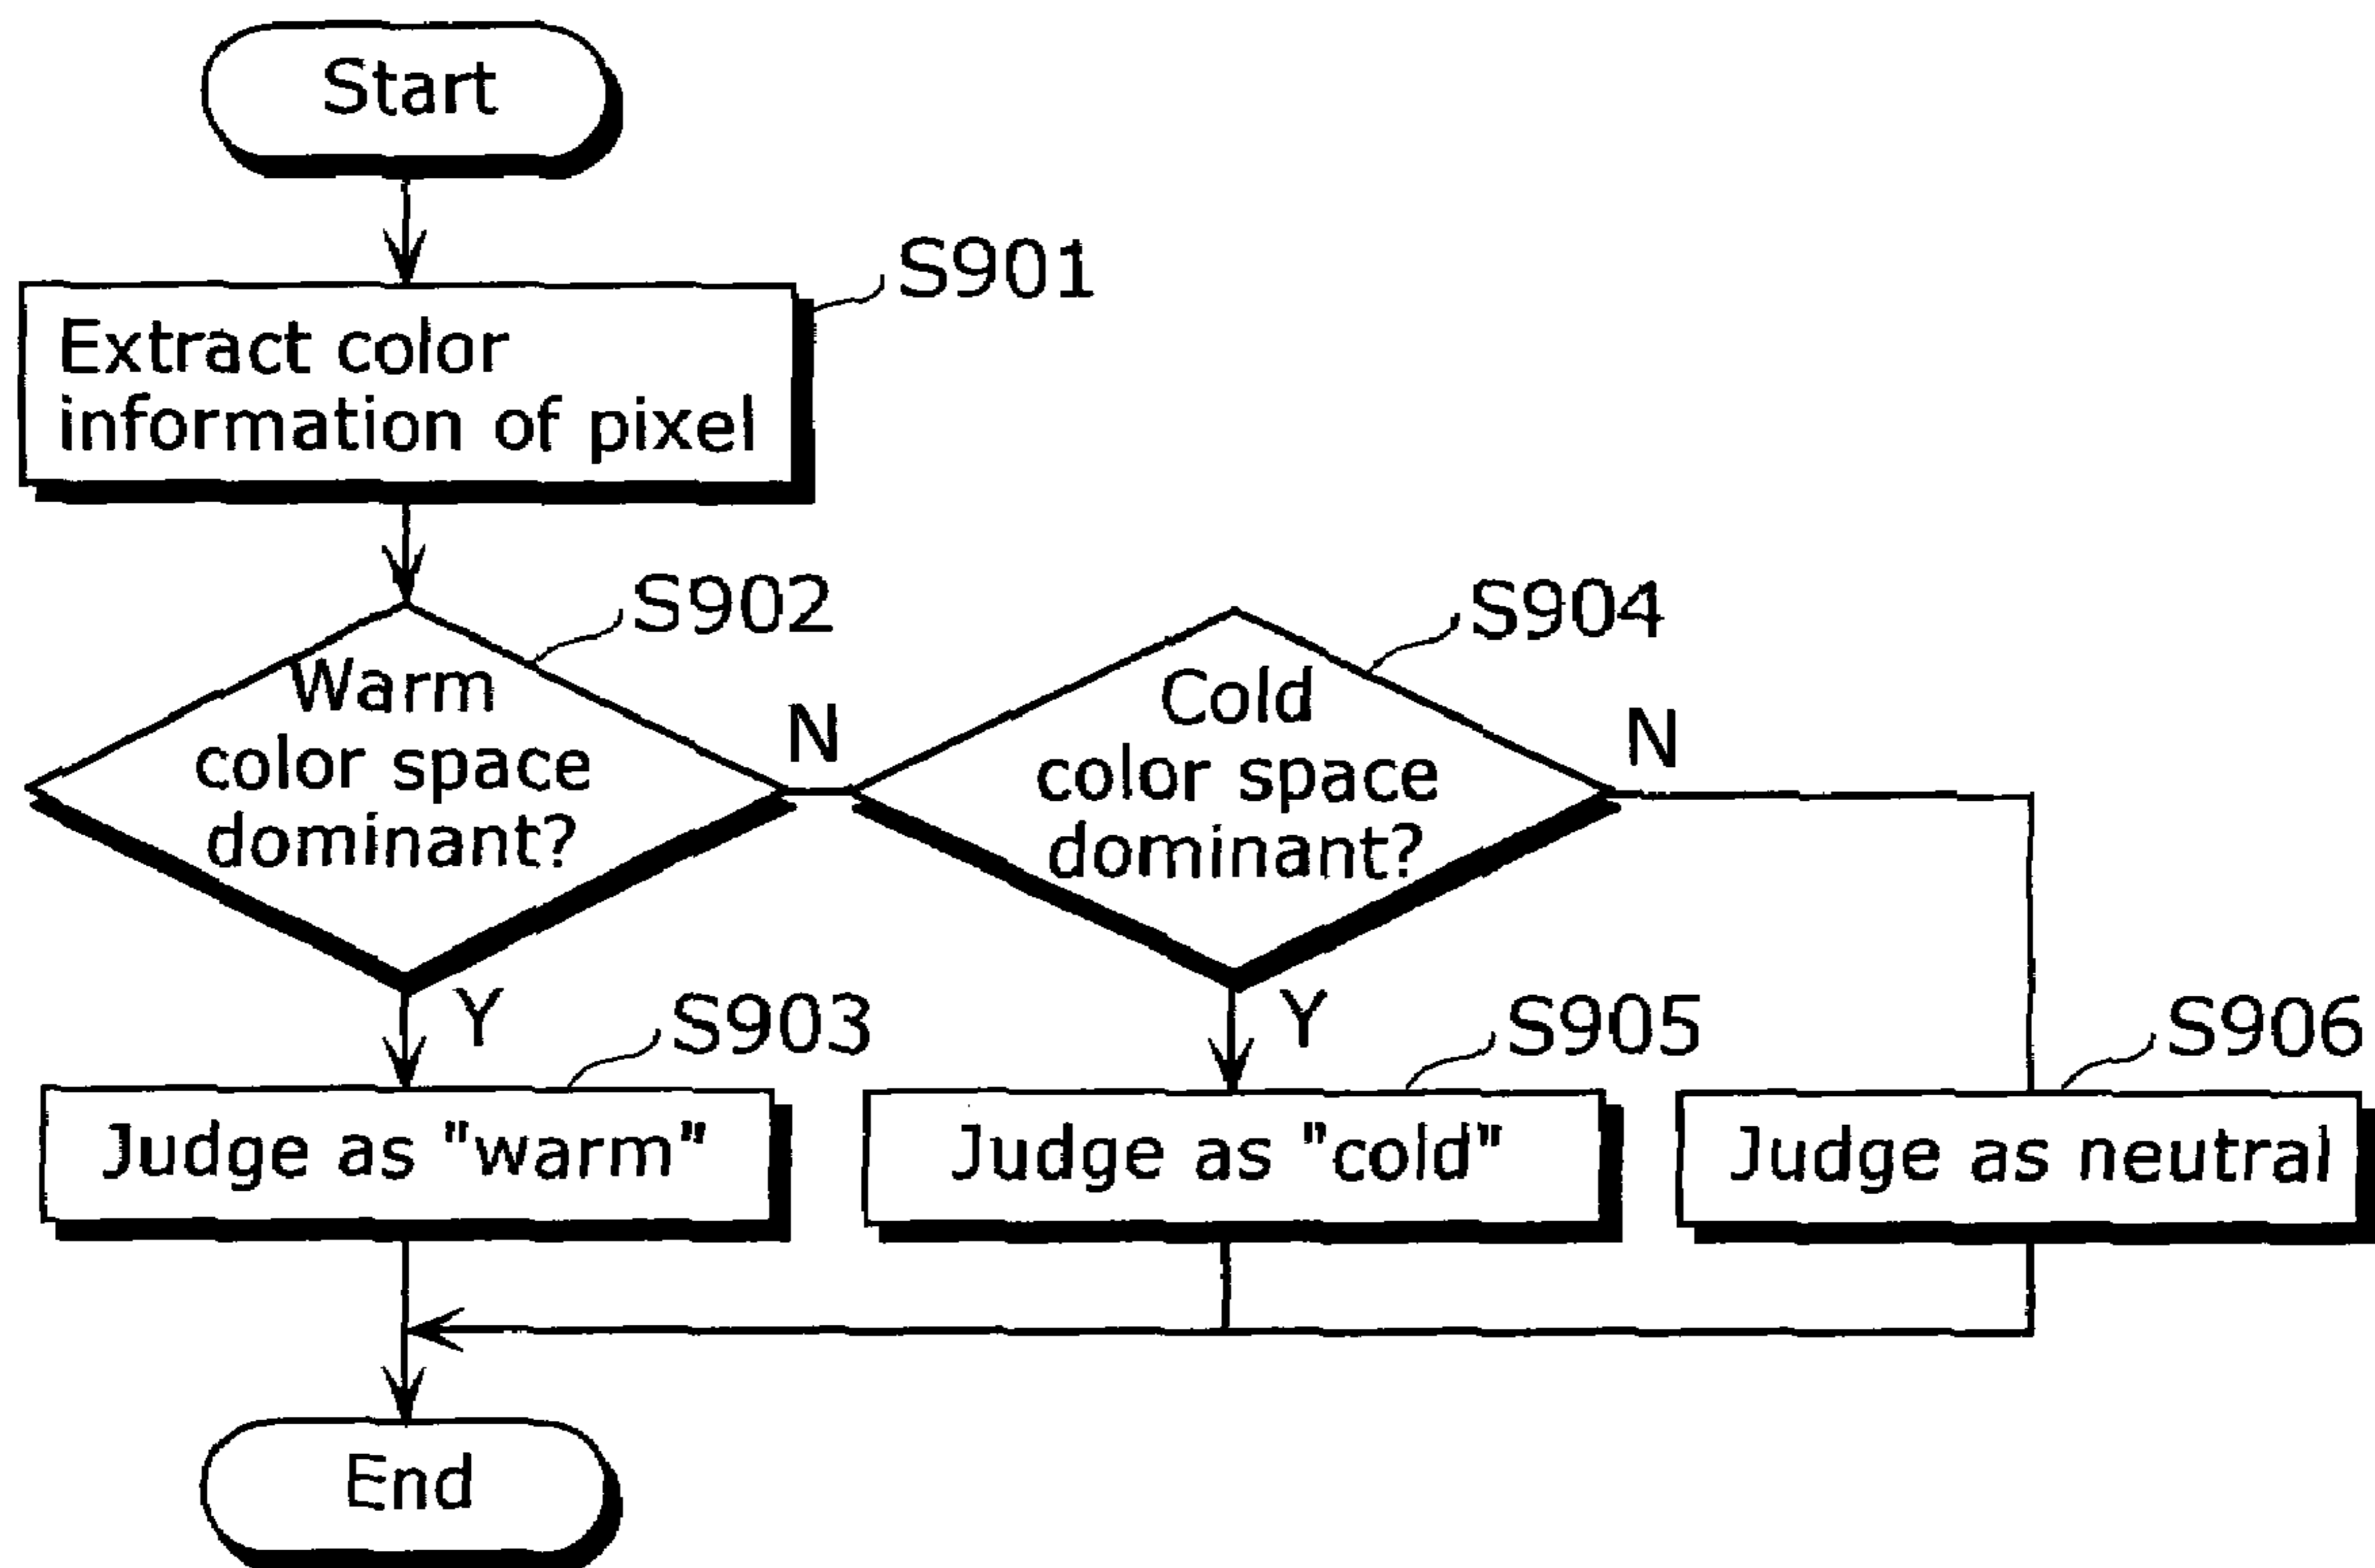 Start
S901
Extract color
information of pixel
S902
Warm
color space
dominant?
N
Y
S904
Cold
color space
dominant?
N
Y
S903
Judge as "warm"
S905
Judge as "cold"
S906
Judge as neutral
End